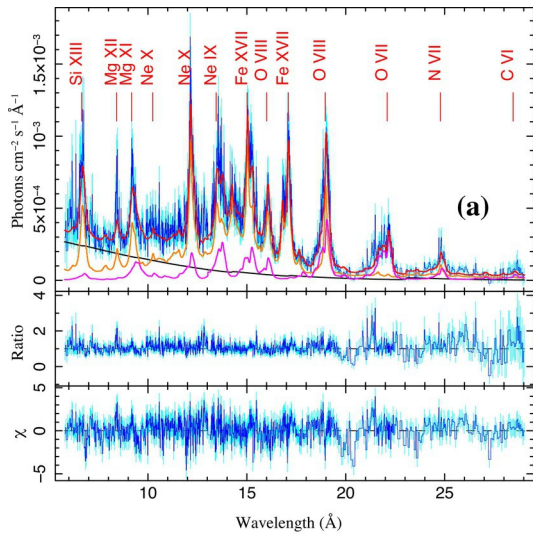 Si XIII
Mg XII
Mg XI
Ne X
Ne X
Ne IX
Fe XVII
O VIII
Fe XVII
O VIII
O VII
N VII
C VI
Photons cm⁻² s⁻¹ Å⁻¹
1.5×10⁻³
10⁻³
5×10⁻⁴
0
(a)
Ratio
4
2
0
χ
5
0
−5
10 15 20 25
Wavelength (Å)